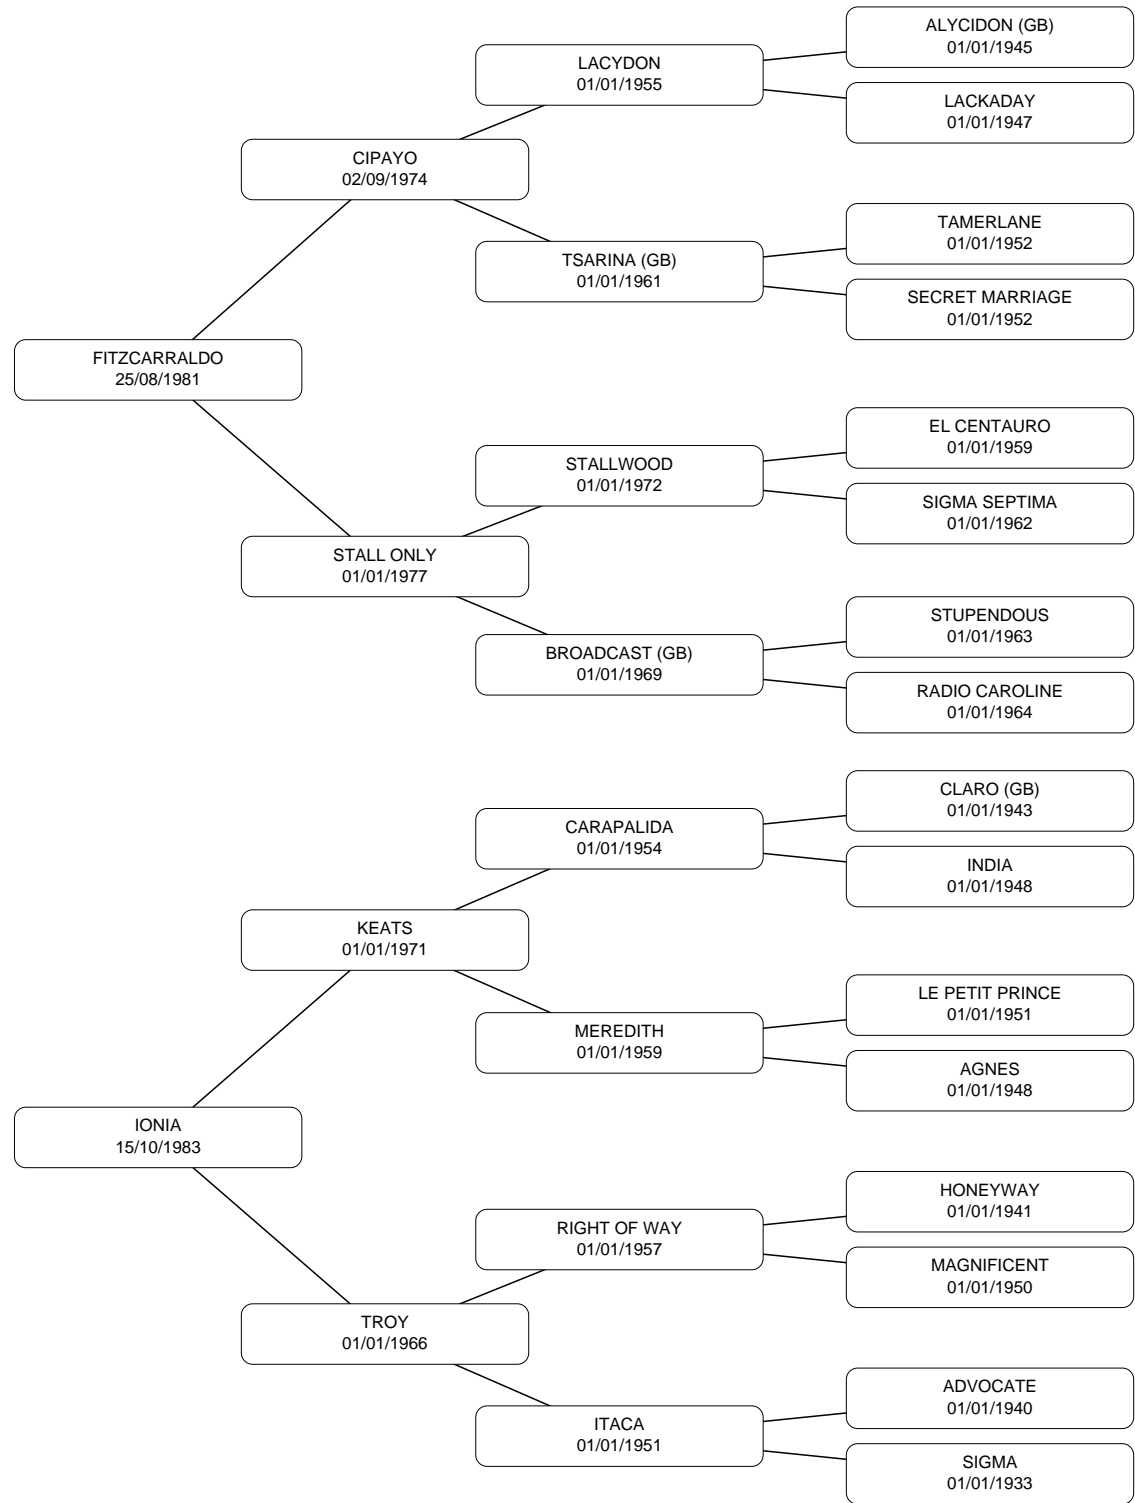 ALYCIDON (GB)
01/01/1945
LACYDON
01/01/1955
LACKADAY
01/01/1947
CIPAYO
02/09/1974
TAMERLANE
01/01/1952
TSARINA (GB)
01/01/1961
SECRET MARRIAGE
01/01/1952
FITZCARRALDO
25/08/1981
EL CENTAURO
01/01/1959
STALLWOOD
01/01/1972
SIGMA SEPTIMA
01/01/1962
STALL ONLY
01/01/1977
STUPENDOUS
01/01/1963
BROADCAST (GB)
01/01/1969
RADIO CAROLINE
01/01/1964
CLARO (GB)
01/01/1943
CARAPALIDA
01/01/1954
INDIA
01/01/1948
KEATS
01/01/1971
LE PETIT PRINCE
01/01/1951
MEREDITH
01/01/1959
AGNES
01/01/1948
IONIA
15/10/1983
HONEYWAY
01/01/1941
RIGHT OF WAY
01/01/1957
MAGNIFICENT
01/01/1950
TROY
01/01/1966
ADVOCATE
01/01/1940
ITACA
01/01/1951
SIGMA
01/01/1933